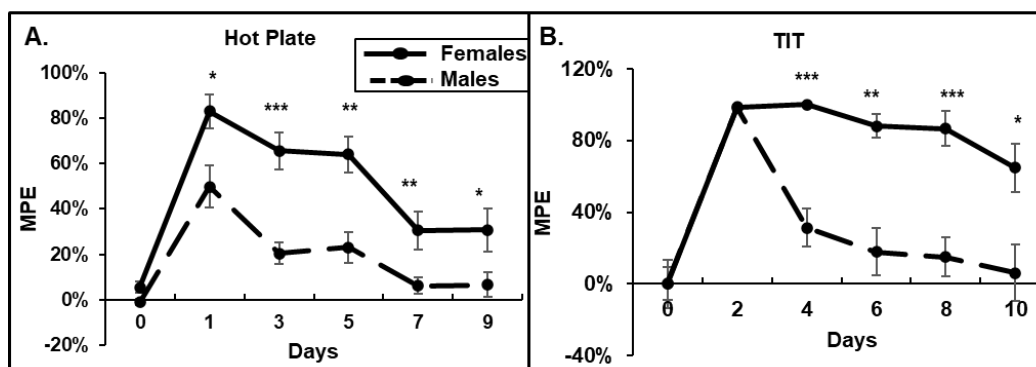 A.
Hot Plate
Females
Males
100%
80%
60%
40%
20%
0%
-20%
MPE
*
***
**
**
*
0 1 3 5 7 9
Days
B.
TIT
120%
80%
40%
0%
-40%
MPE
***
**
***
*
0 2 4 6 8 10
Days